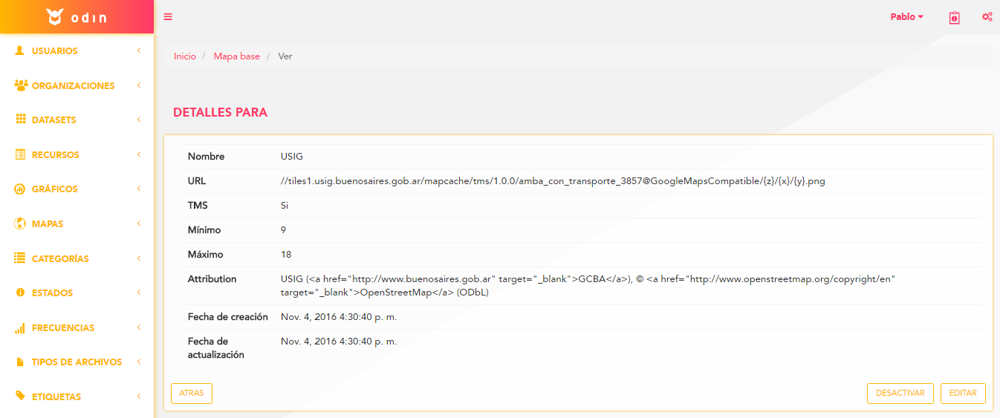 odin
Pablo
Inicio / Mapa base / Ver
USUARIOS
ORGANIZACIONES
DATASETS
RECURSOS
GRÁFICOS
MAPAS
CATEGORÍAS
ESTADOS
FRECUENCIAS
TIPOS DE ARCHIVOS
ETIQUETAS
DETALLES PARA
Nombre USIG
URL //tiles1.usig.buenosaires.gob.ar/mapcache/tms/1.0.0/amba_con_transporte_3857@GoogleMapsCompatible/{z}/{x}/{y}.png
TMS Si
Mínimo 9
Máximo 18
Attribution USIG (<a href="http://www.buenosaires.gob.ar" target="_blank">GCBA</a>), © <a href="http://www.openstreetmap.org/copyright/en"
target="_blank">OpenStreetMap</a> (ODbL)
Fecha de creación Nov. 4, 2016 4:30:40 p. m.
Fecha de Nov. 4, 2016 4:30:40 p. m.
actualización
ATRAS
DESACTIVAR
EDITAR